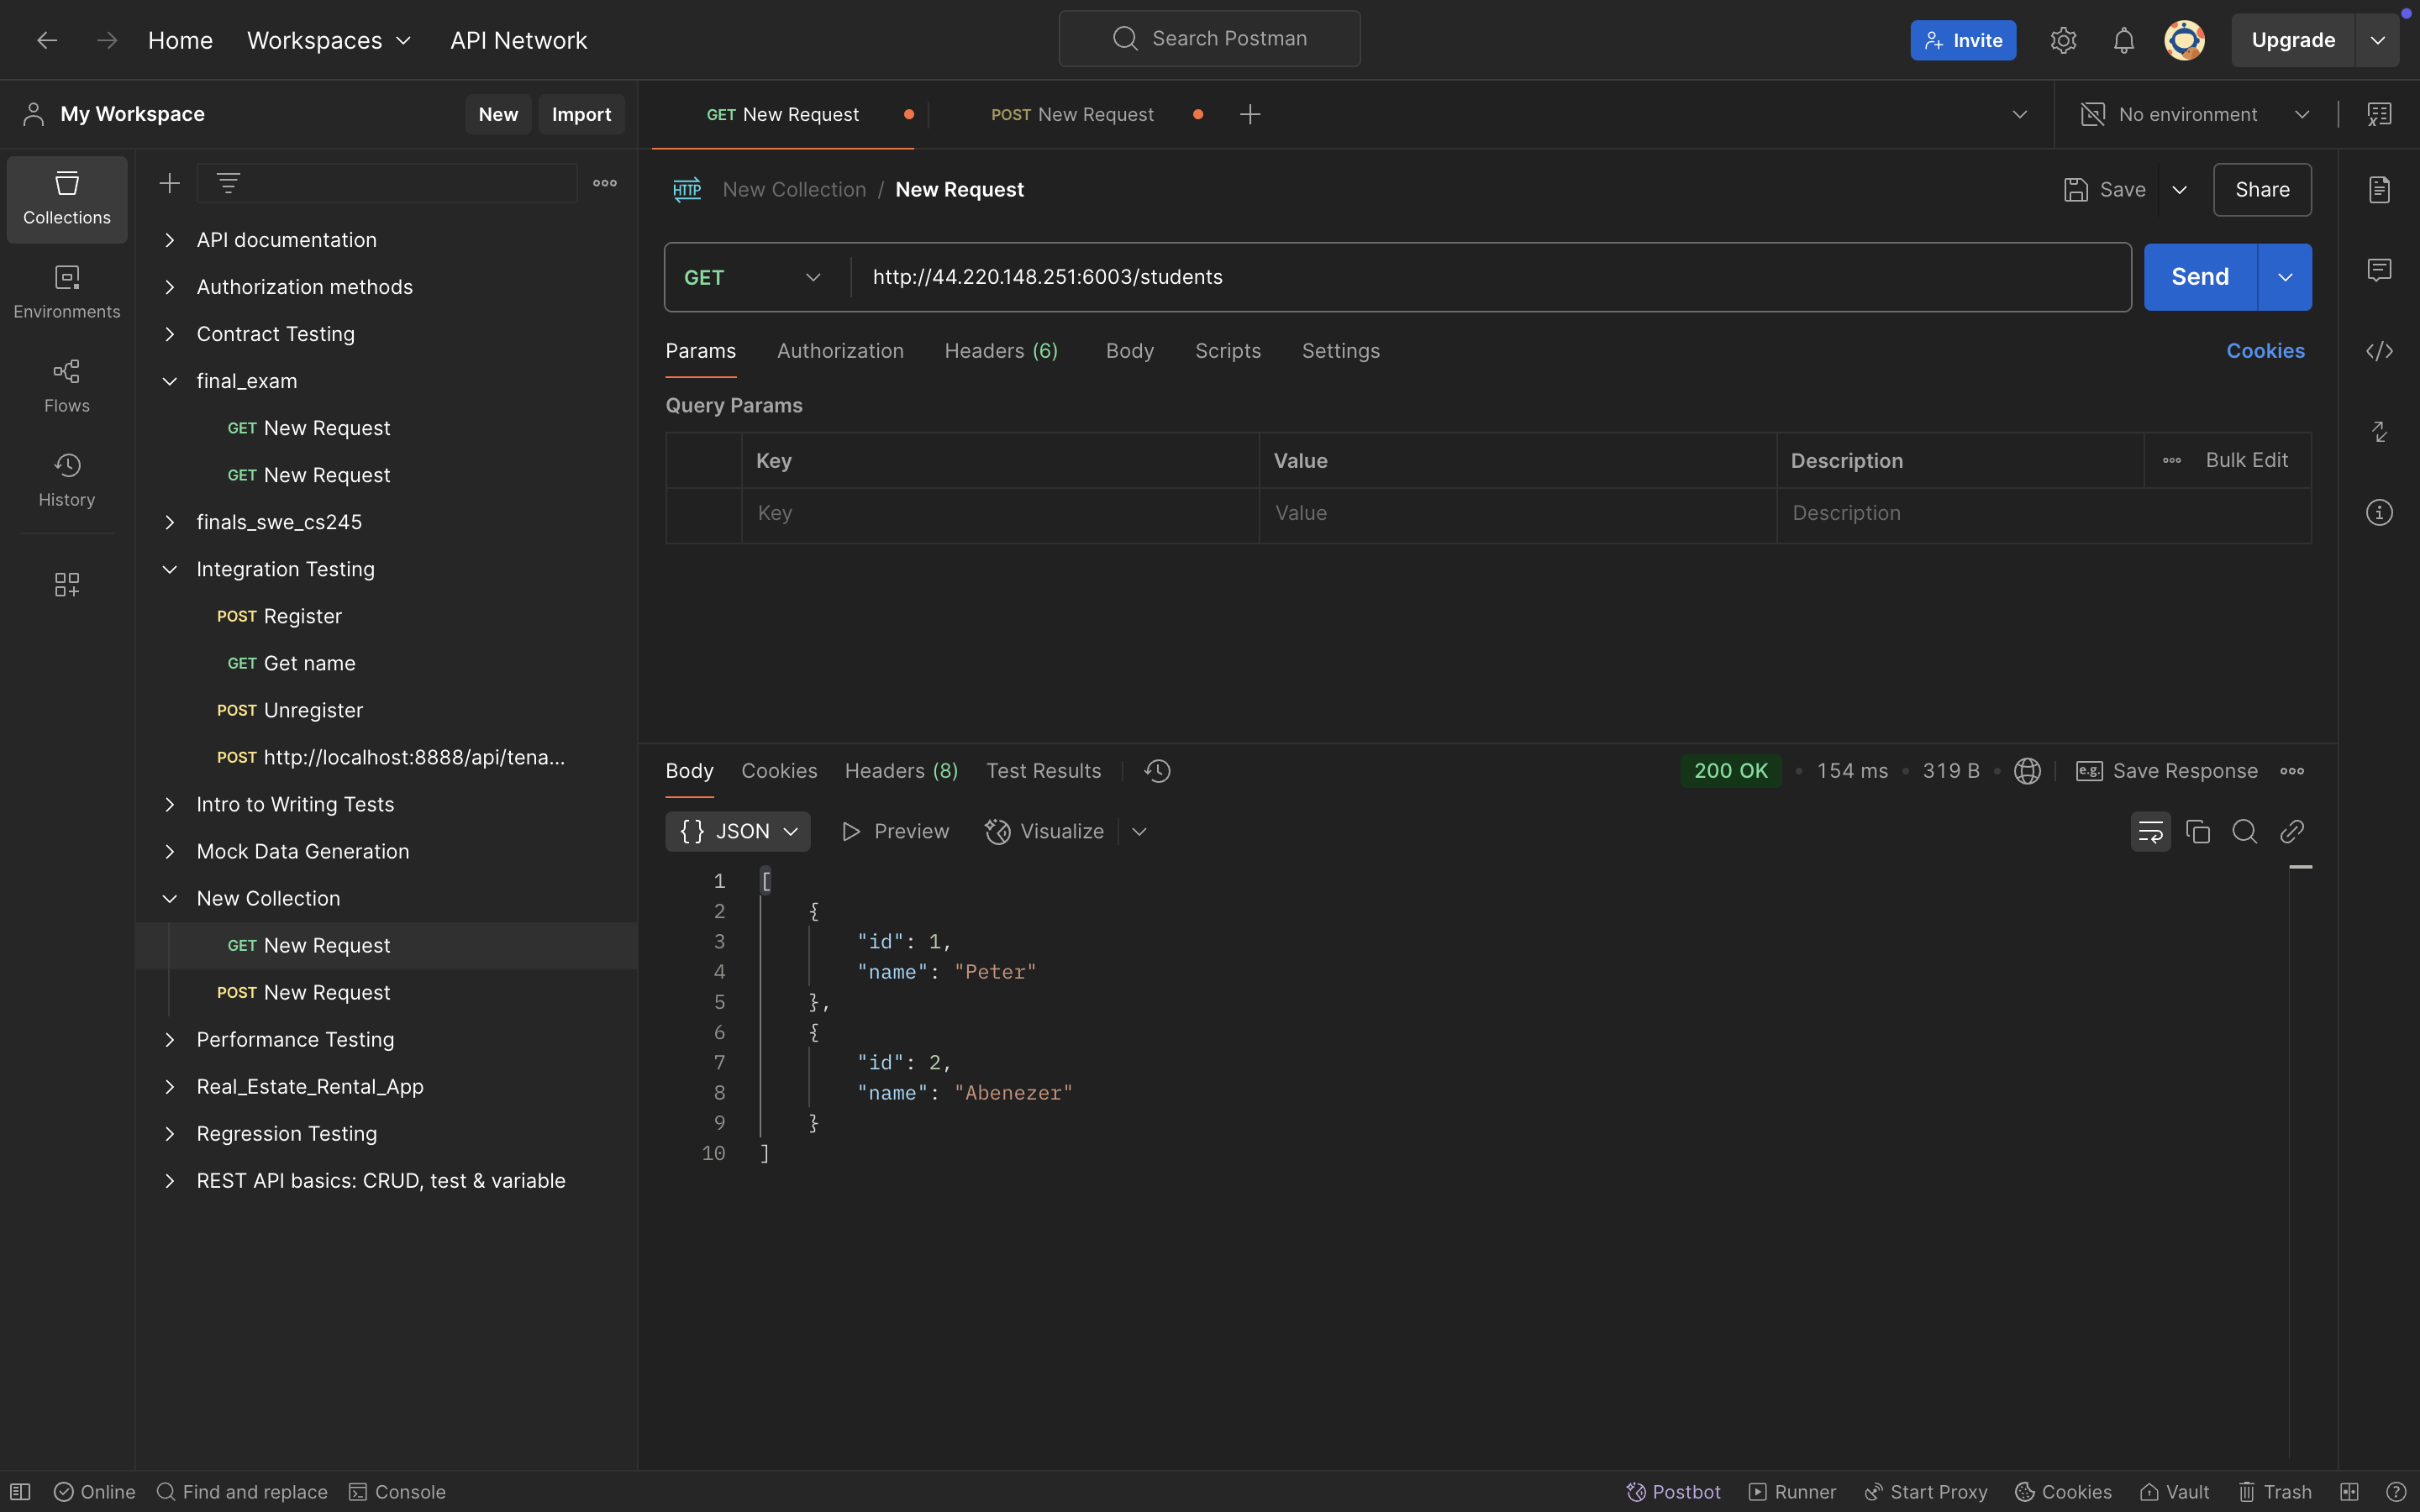 Home Workspaces API Network Search Postman Invite Upgrade
My Workspace New Import
GET New Request POST New Request No environment
Collections
Environments
Flows
History
API documentation
Authorization methods
Contract Testing
final_exam
GET New Request
GET New Request
finals_swe_cs245
Integration Testing
POST Register
GET Get name
POST Unregister
POST http://localhost:8888/api/tena...
Intro to Writing Tests
Mock Data Generation
New Collection
GET New Request
POST New Request
Performance Testing
Real_Estate_Rental_App
Regression Testing
REST API basics: CRUD, test & variable
HTTP New Collection / New Request Save Share
GET http://44.220.148.251:6003/students Send
Params Authorization Headers (6) Body Scripts Settings Cookies
Query Params
Key Value Description Bulk Edit
Key Value Description
Body Cookies Headers (8) Test Results 200 OK 154 ms 319 B e.g. Save Response
{} JSON Preview Visualize
1 [
2 {
3 "id": 1,
4 "name": "Peter"
5 },
6 {
7 "id": 2,
8 "name": "Abenezer"
9 }
10 ]
Online Find and replace Console Postbot Runner Start Proxy Cookies Vault Trash